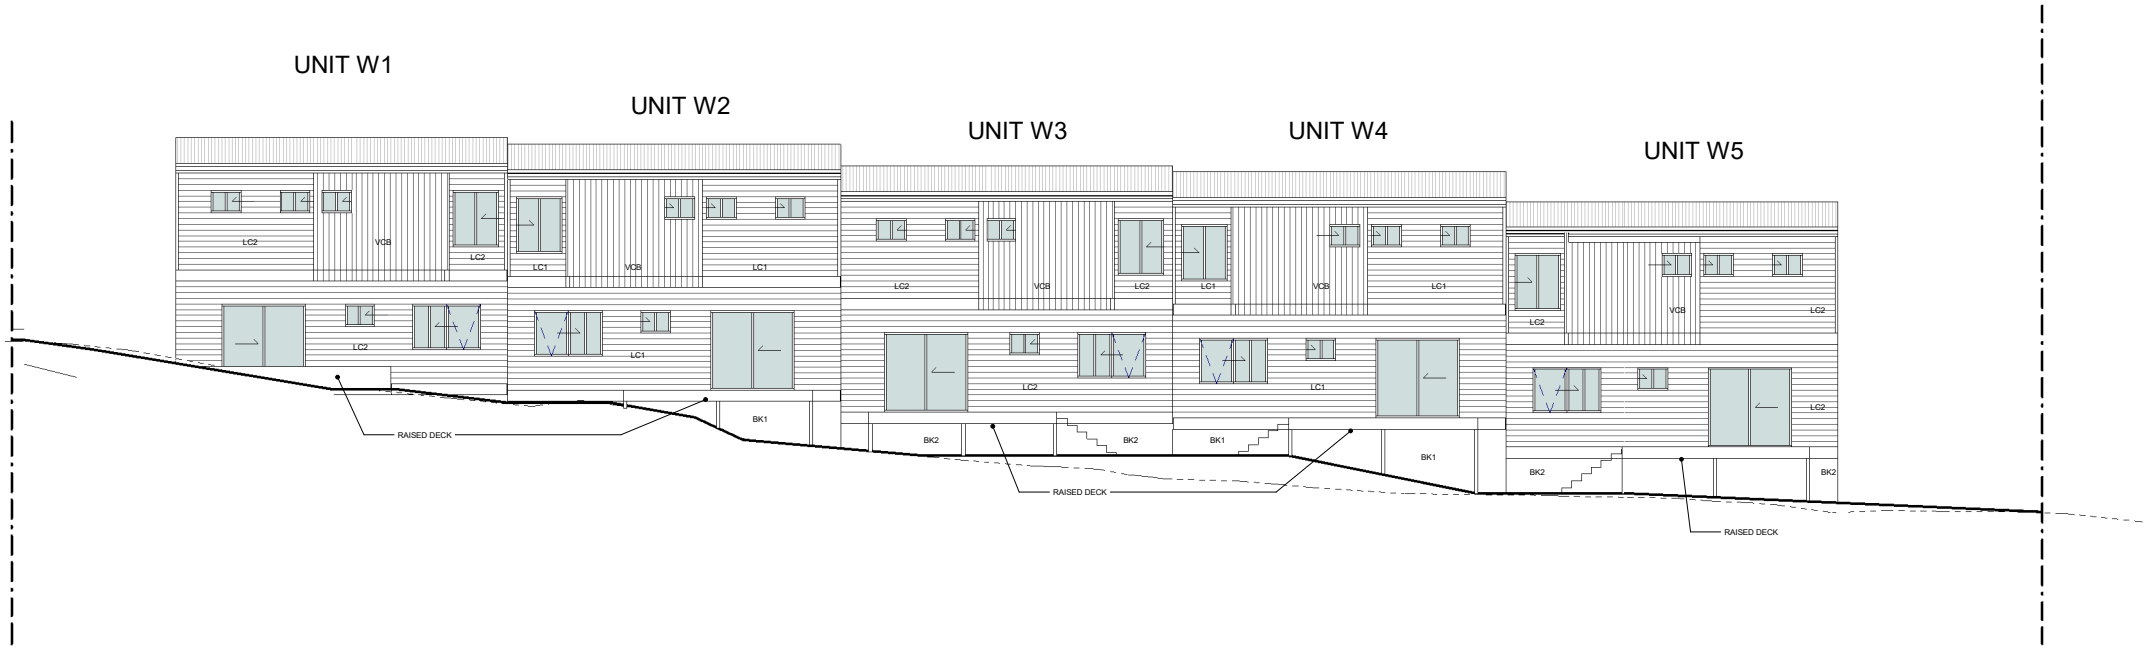 UNIT W1
UNIT W2
UNIT W3
UNIT W4
UNIT W5
LC2
VCB
LC2
LC2
LC1
VCB
LC1
LC1
BK1
RAISED DECK
LC2
VCB
LC2
LC2
BK2
BK2
LC1
VCB
LC1
LC1
BK1
BK1
RAISED DECK
LC2
VCB
LC2
LC2
BK2
BK2
RAISED DECK